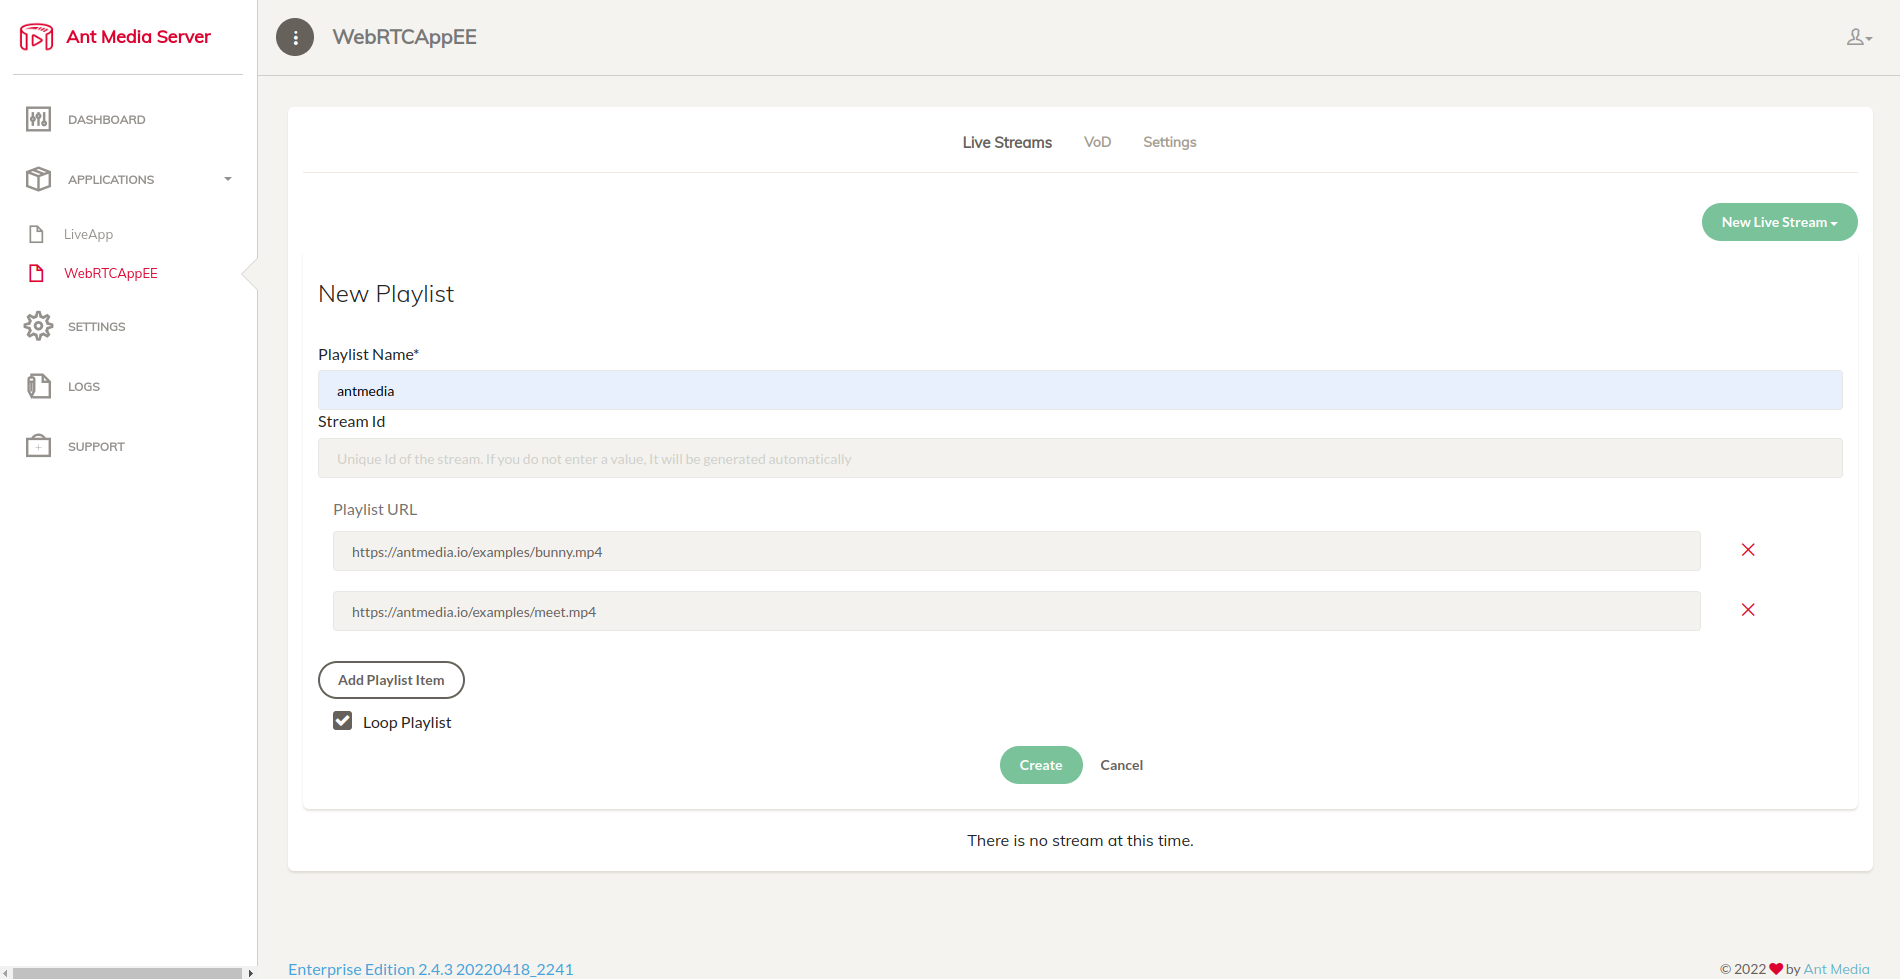 Ant Media Server
WebRTCAppEE
DASHBOARD
APPLICATIONS
LiveApp
WebRTCAppEE
SETTINGS
LOGS
SUPPORT
Live Streams VoD Settings
New Live Stream
New Playlist
Playlist Name*
antmedia
Stream Id
Unique Id of the stream. If you do not enter a value, It will be generated automatically
Playlist URL
https://antmedia.io/examples/bunny.mp4
https://antmedia.io/examples/meet.mp4
Add Playlist Item
Loop Playlist
Create Cancel
There is no stream at this time.
Enterprise Edition 2.4.3 20220418_2241
© 2022 ♥ by Ant Media